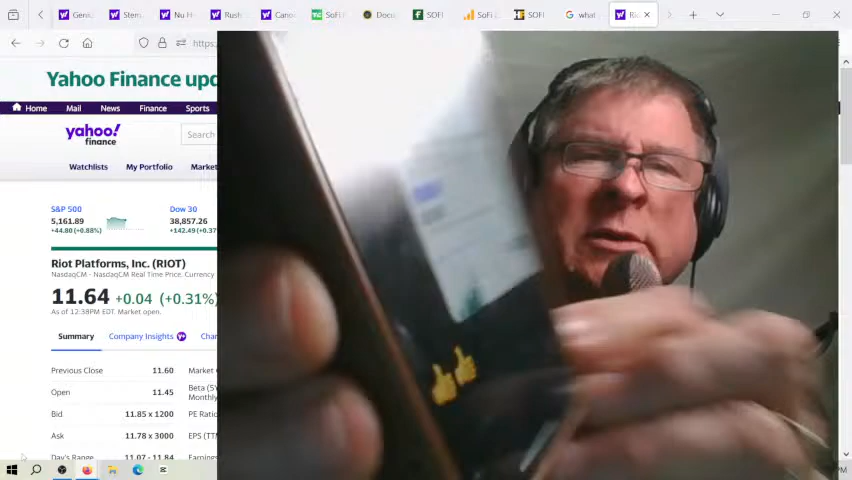 Genie
Stem
Nu H
Rush
Cano
SoFi F
Docu
SOFI
SoFi
SOFI
what
Ri
https:
Yahoo Finance upd
Home Mail News Finance Sports
yahoo!
finance
Search
Watchlists My Portfolio Market
S&P 500 Dow 30
5,161.89 38,857.26
+44.80 (+0.88%) +142.49 (+0.37
Riot Platforms, Inc. (RIOT)
NasdaqCM - NasdaqCM Real Time Price. Currency
11.64 +0.04 (+0.31%)
As of 12:38PM EDT. Market open.
Summary Company Insights Char
Previous Close 11.60 Market C
Open 11.45 Beta (5Y
Monthly
Bid 11.85 x 1200 PE Ratio
Ask 11.78 x 3000 EPS (TTM
Day's Range 11.07 - 11.84 Earnings
PM